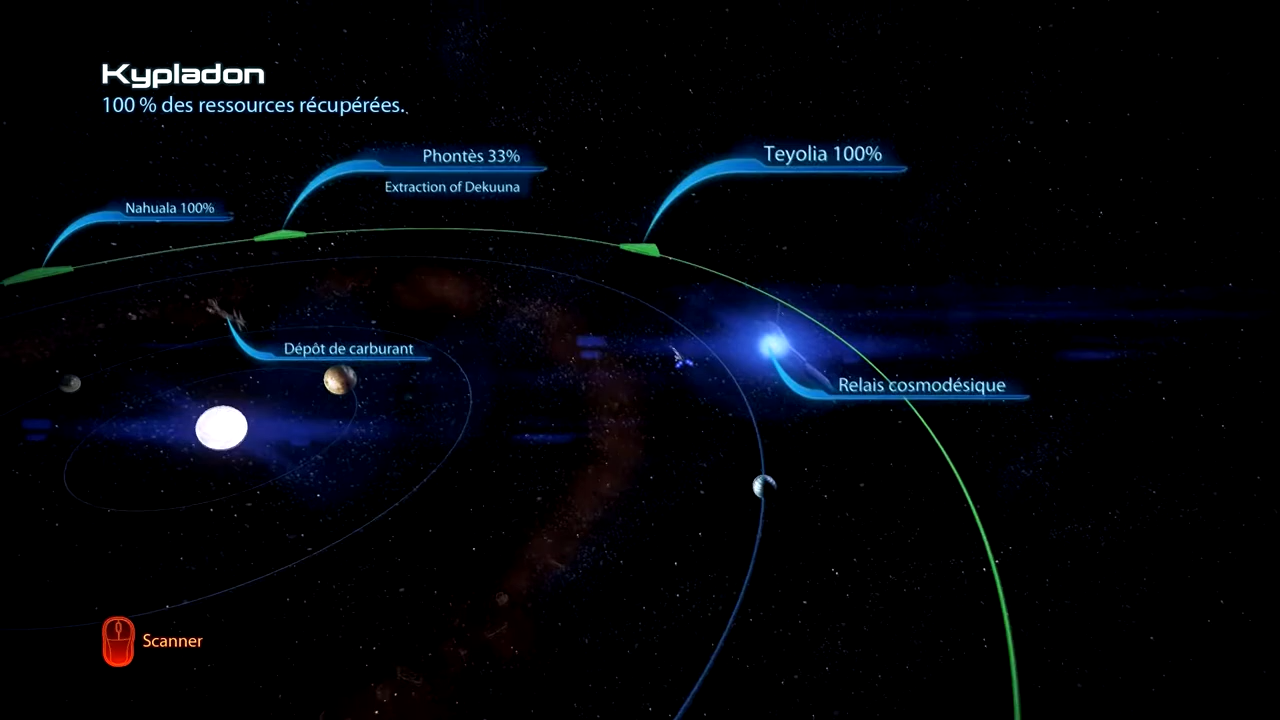 Kypladon
100 % des ressources récupérées.
Phontès 33%
Extraction of Dekuuna
Teyolia 100%
Nahuala 100%
Dépôt de carburant
Relais cosmodésique
Scanner